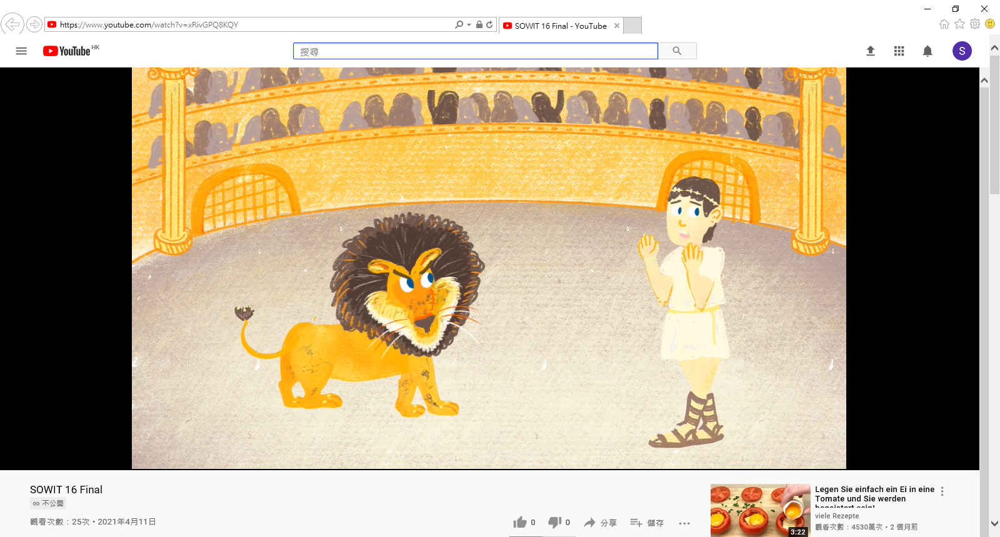 https://www.youtube.com/watch?v=xRivGPQ8KQY
SOWIT 16 Final - YouTube
YouTube HK
搜尋
S
SOWIT 16 Final
不公開
觀看次數：25次 • 2021年4月11日
0
0
分享
儲存
3:22
Legen Sie einfach ein Ei in eine
Tomate und Sie werden
begeistert sein!
viele Rezepte
觀看次數：4530萬次 • 2 個月前